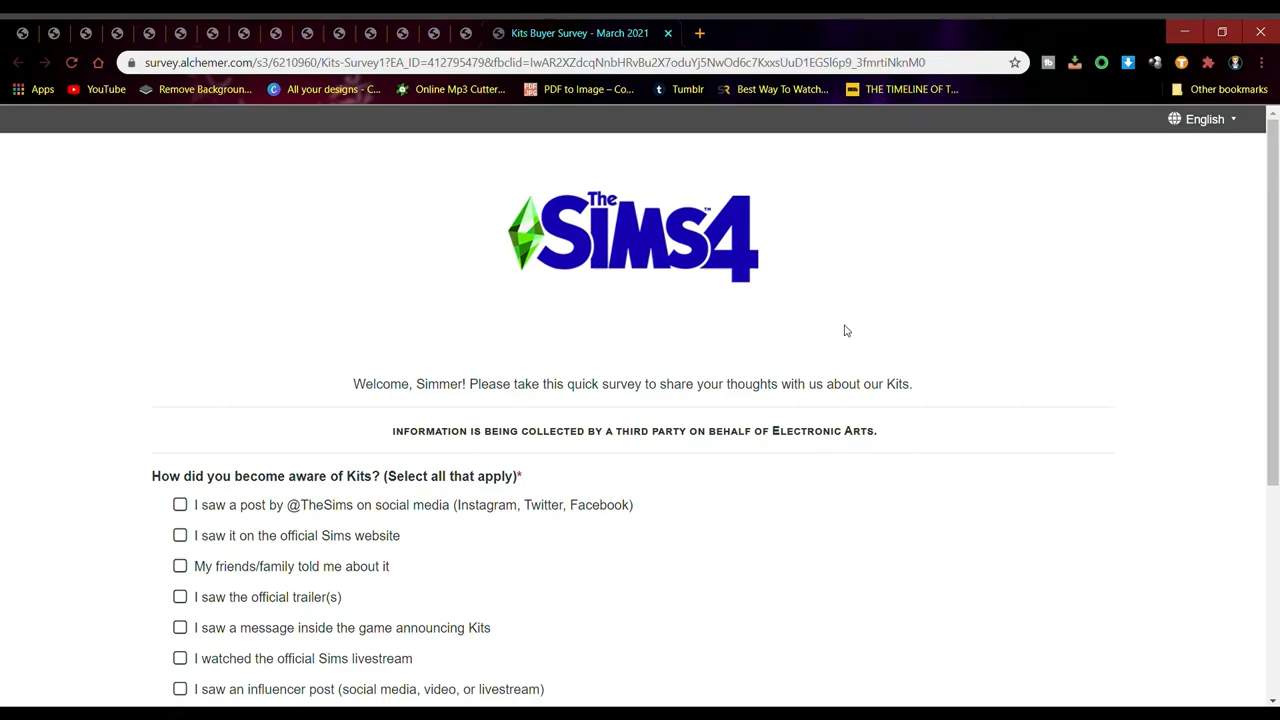 Kits Buyer Survey - March 2021
survey.alchemer.com/s3/6210960/Kits-Survey1?EA_ID=412795479&fbclid=IwAR2XZdcqNnbHRvBu2X7oduYj5NwOd6c7KxxsUuD1EGSl6p9_3fmrtiNknM0
Apps YouTube Remove Backgroun... All your designs - C... Online Mp3 Cutter... PDF to Image – Co... Tumblr Best Way To Watch... THE TIMELINE OF T... Other bookmarks
English
The
SiMS 4
Welcome, Simmer! Please take this quick survey to share your thoughts with us about our Kits.
INFORMATION IS BEING COLLECTED BY A THIRD PARTY ON BEHALF OF ELECTRONIC ARTS.
How did you become aware of Kits? (Select all that apply)*
I saw a post by @TheSims on social media (Instagram, Twitter, Facebook)
I saw it on the official Sims website
My friends/family told me about it
I saw the official trailer(s)
I saw a message inside the game announcing Kits
I watched the official Sims livestream
I saw an influencer post (social media, video, or livestream)